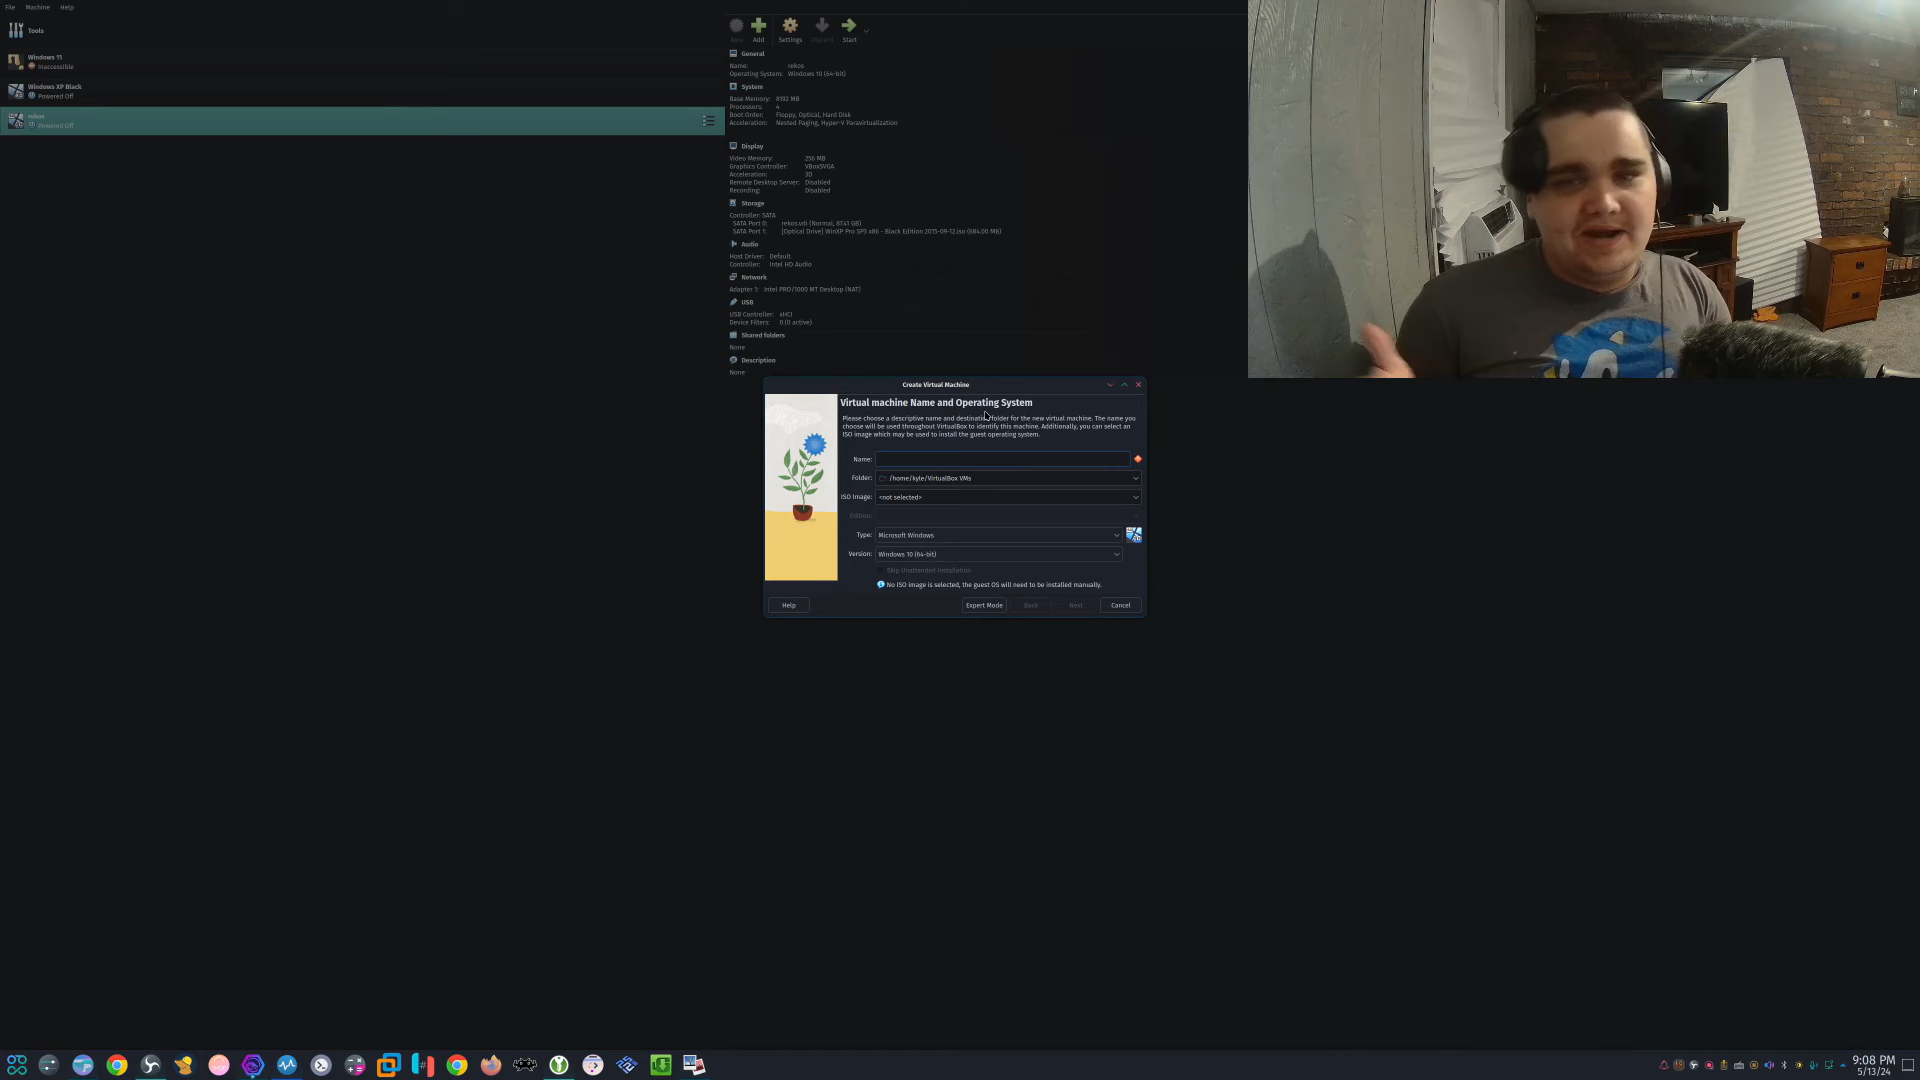 File Machine Help
Tools
Windows 11
Inaccessible
Windows XP Black
Powered Off
rekos
Powered Off
New Add Settings Discard Start
General
Name: rekos
Operating System: Windows 10 (64-bit)
System
Base Memory: 8192 MB
Processors: 4
Boot Order: Floppy, Optical, Hard Disk
Acceleration: Nested Paging, Hyper-V Paravirtualization
Display
Video Memory: 256 MB
Graphics Controller: VBoxSVGA
Acceleration: 3D
Remote Desktop Server: Disabled
Recording: Disabled
Storage
Controller: SATA
SATA Port 0: rekos.vdi (Normal, 87.41 GB)
SATA Port 1: [Optical Drive] WinXP Pro SP3 x86 - Black Edition 2015-09-12.iso (684.00 MB)
Audio
Host Driver: Default
Controller: Intel HD Audio
Network
Adapter 1: Intel PRO/1000 MT Desktop (NAT)
USB
USB Controller: xHCI
Device Filters: 0 (0 active)
Shared folders
None
Description
None
Create Virtual Machine
Virtual machine Name and Operating System
Please choose a descriptive name and destination folder for the new virtual machine. The name you
choose will be used throughout VirtualBox to identify this machine. Additionally, you can select an
ISO image which may be used to install the guest operating system.
Name:
Folder: /home/kyle/VirtualBox VMs
ISO Image: <not selected>
Edition:
Type: Microsoft Windows
Version: Windows 10 (64-bit)
Skip Unattended Installation
No ISO image is selected, the guest OS will need to be installed manually.
Help Expert Mode Back Next Cancel
9:08 PM
5/13/24